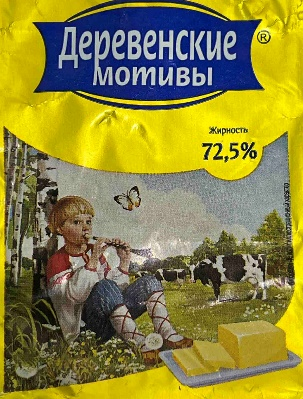 Деревенские
®
мотивы
Жирность
72,5%